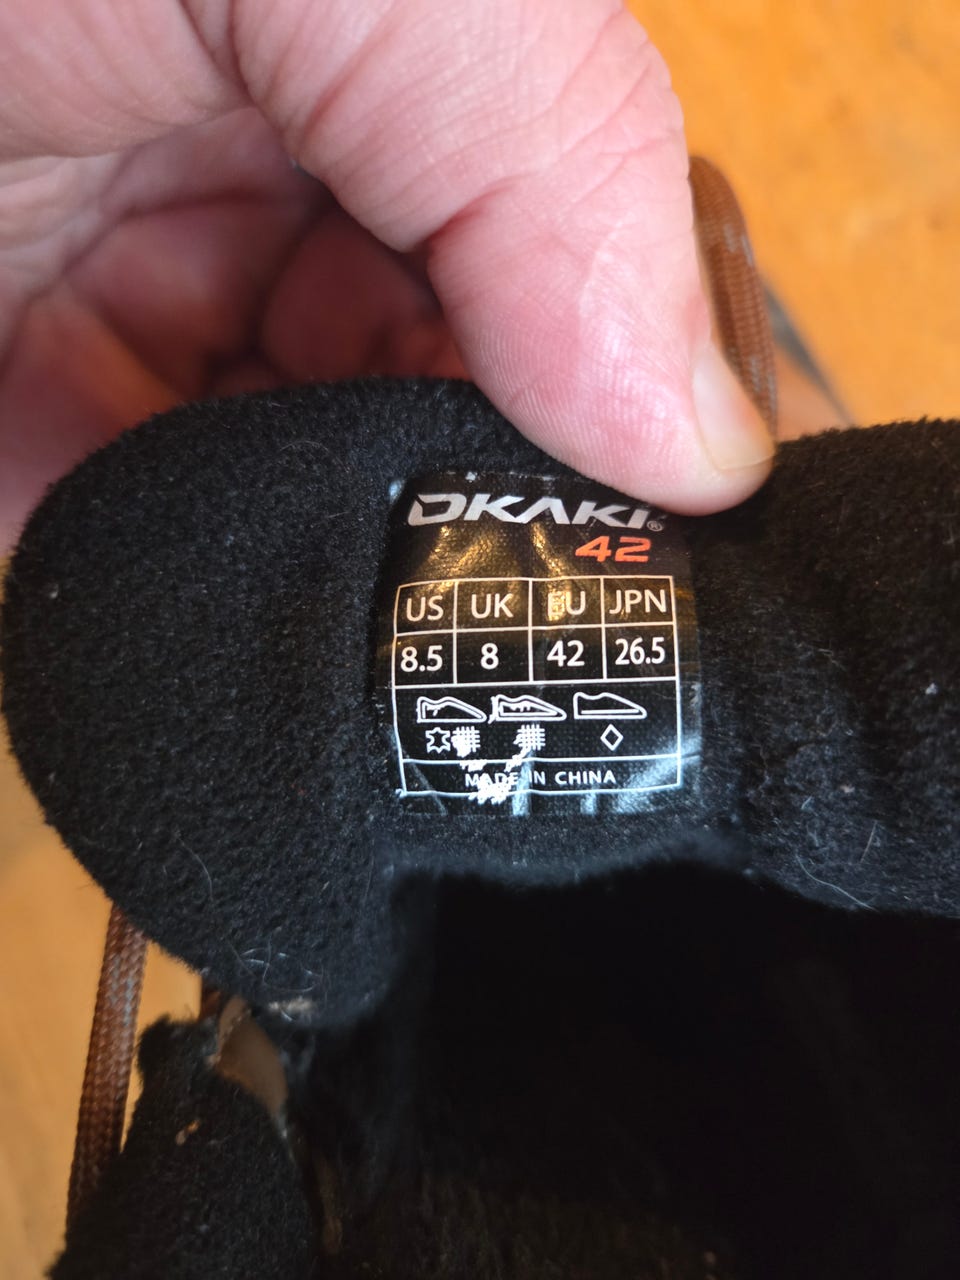 DKAKI®
42
US UK EU JPN
8.5 8 42 26.5
MADE IN CHINA